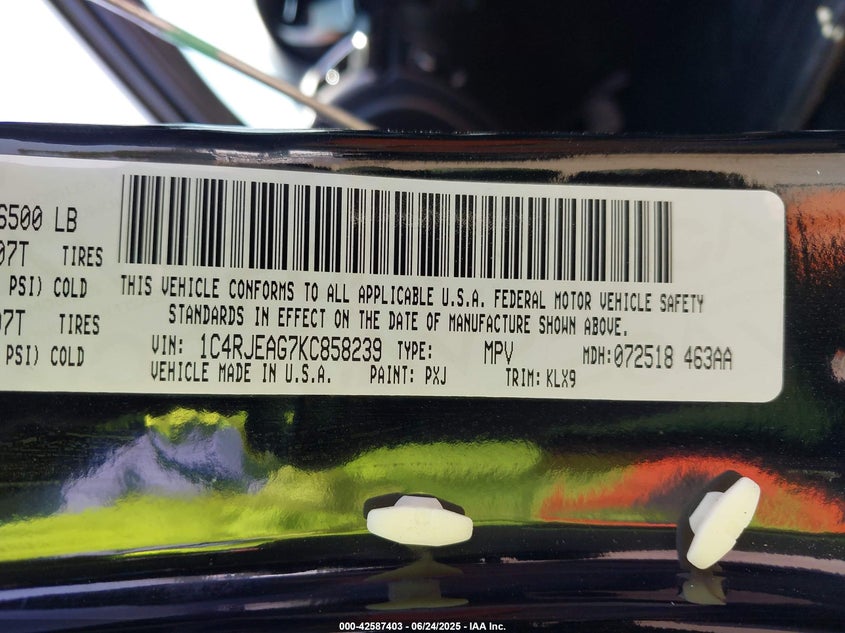 6500 LB
07T TIRES
PSI) COLD
07T TIRES
PSI) COLD
THIS VEHICLE CONFORMS TO ALL APPLICABLE U.S.A. FEDERAL MOTOR VEHICLE SAFETY
STANDARDS IN EFFECT ON THE DATE OF MANUFACTURE SHOWN ABOVE.
VIN: 1C4RJEAG7KC858239 TYPE: MPV MDH:072518 463AA
VEHICLE MADE IN U.S.A. PAINT: PXJ TRIM: KLX9
000-42587403 - 06/24/2025 - IAA Inc.